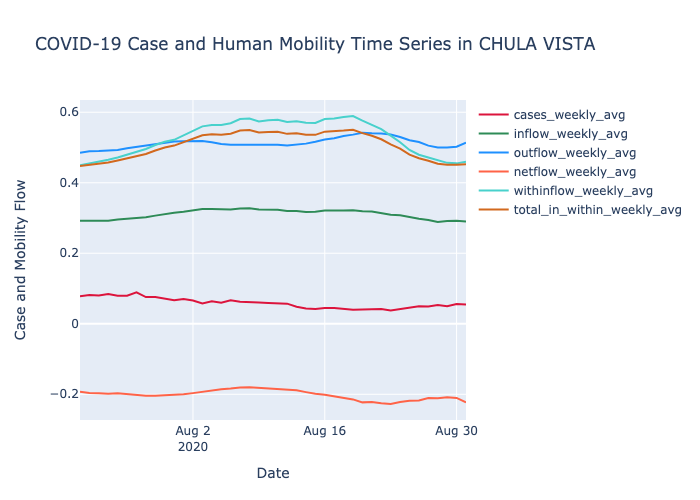 COVID-19 Case and Human Mobility Time Series in CHULA VISTA
cases_weekly_avg
inflow_weekly_avg
outflow_weekly_avg
netflow_weekly_avg
withinflow_weekly_avg
total_in_within_weekly_avg
Case and Mobility Flow
0.6
0.4
0.2
0
−0.2
Aug 2
2020
Aug 16
Aug 30
Date